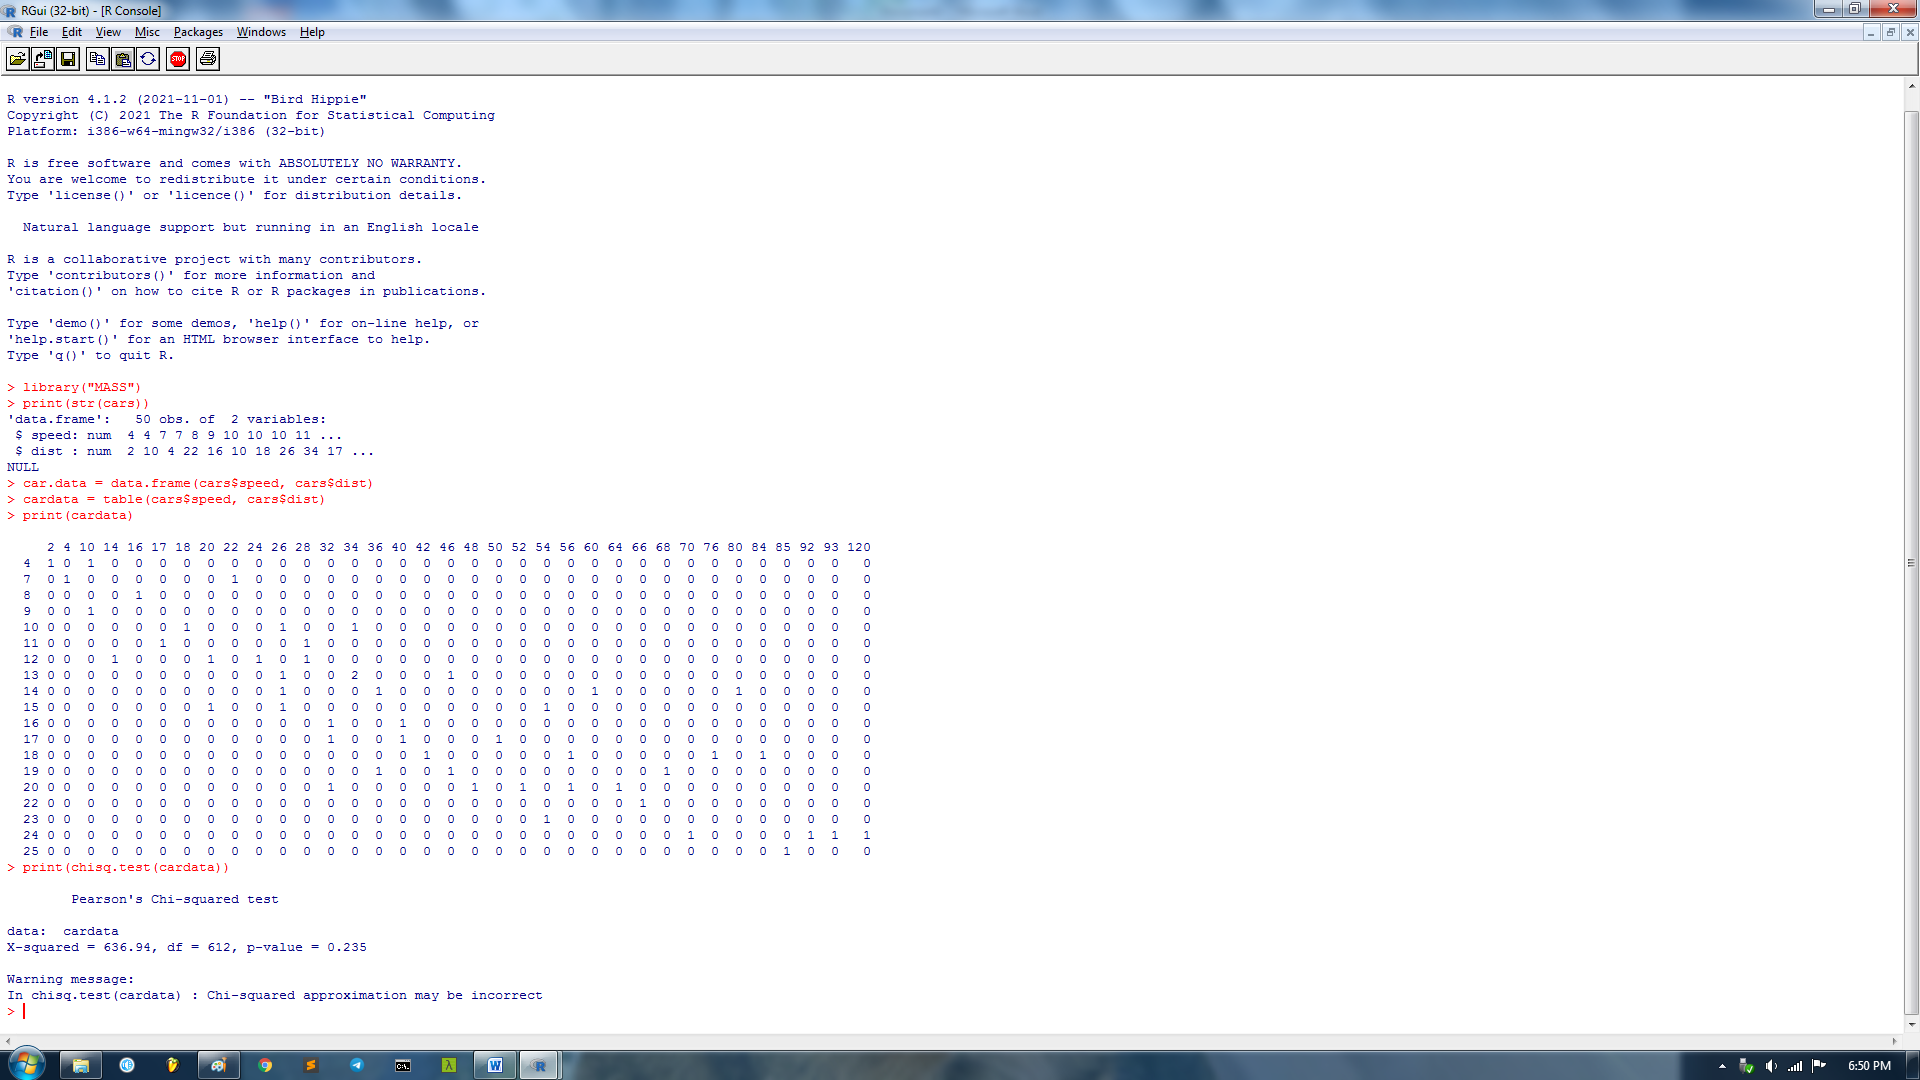 RGui (32-bit) - [R Console]
File Edit View Misc Packages Windows Help
STOP
R version 4.1.2 (2021-11-01) -- "Bird Hippie"
Copyright (C) 2021 The R Foundation for Statistical Computing
Platform: i386-w64-mingw32/i386 (32-bit)
R is free software and comes with ABSOLUTELY NO WARRANTY.
You are welcome to redistribute it under certain conditions.
Type 'license()' or 'licence()' for distribution details.
Natural language support but running in an English locale
R is a collaborative project with many contributors.
Type 'contributors()' for more information and
'citation()' on how to cite R or R packages in publications.
Type 'demo()' for some demos, 'help()' for on-line help, or
'help.start()' for an HTML browser interface to help.
Type 'q()' to quit R.
> library("MASS")
> print(str(cars))
'data.frame':   50 obs. of  2 variables:
 $ speed: num  4 4 7 7 8 9 10 10 10 11 ...
 $ dist : num  2 10 4 22 16 10 18 26 34 17 ...
NULL
> car.data = data.frame(cars$speed, cars$dist)
> cardata = table(cars$speed, cars$dist)
> print(cardata)
2 4 10 14 16 17 18 20 22 24 26 28 32 34 36 40 42 46 48 50 52 54 56 60 64 66 68 70 76 80 84 85 92 93 120
4 1 0 1 0 0 0 0 0 0 0 0 0 0 0 0 0 0 0 0 0 0 0 0 0 0 0 0 0 0 0 0 0 0 0 0
7 0 1 0 0 0 0 0 0 1 0 0 0 0 0 0 0 0 0 0 0 0 0 0 0 0 0 0 0 0 0 0 0 0 0 0
8 0 0 0 0 1 0 0 0 0 0 0 0 0 0 0 0 0 0 0 0 0 0 0 0 0 0 0 0 0 0 0 0 0 0 0
9 0 0 1 0 0 0 0 0 0 0 0 0 0 0 0 0 0 0 0 0 0 0 0 0 0 0 0 0 0 0 0 0 0 0 0
10 0 0 0 0 0 0 1 0 0 0 1 0 0 1 0 0 0 0 0 0 0 0 0 0 0 0 0 0 0 0 0 0 0 0 0
11 0 0 0 0 0 1 0 0 0 0 0 1 0 0 0 0 0 0 0 0 0 0 0 0 0 0 0 0 0 0 0 0 0 0 0
12 0 0 0 1 0 0 0 1 0 1 0 1 0 0 0 0 0 0 0 0 0 0 0 0 0 0 0 0 0 0 0 0 0 0 0
13 0 0 0 0 0 0 0 0 0 0 1 0 0 2 0 0 0 1 0 0 0 0 0 0 0 0 0 0 0 0 0 0 0 0 0
14 0 0 0 0 0 0 0 0 0 0 1 0 0 0 1 0 0 0 0 0 0 0 0 1 0 0 0 0 0 1 0 0 0 0 0
15 0 0 0 0 0 0 0 1 0 0 1 0 0 0 0 0 0 0 0 0 0 1 0 0 0 0 0 0 0 0 0 0 0 0 0
16 0 0 0 0 0 0 0 0 0 0 0 0 1 0 0 1 0 0 0 0 0 0 0 0 0 0 0 0 0 0 0 0 0 0 0
17 0 0 0 0 0 0 0 0 0 0 0 0 1 0 0 1 0 0 0 1 0 0 0 0 0 0 0 0 0 0 0 0 0 0 0
18 0 0 0 0 0 0 0 0 0 0 0 0 0 0 0 0 1 0 0 0 0 0 1 0 0 0 0 0 1 0 1 0 0 0 0
19 0 0 0 0 0 0 0 0 0 0 0 0 0 0 1 0 0 1 0 0 0 0 0 0 0 0 1 0 0 0 0 0 0 0 0
20 0 0 0 0 0 0 0 0 0 0 0 0 1 0 0 0 0 0 1 0 1 0 1 0 1 0 0 0 0 0 0 0 0 0 0
22 0 0 0 0 0 0 0 0 0 0 0 0 0 0 0 0 0 0 0 0 0 0 0 0 0 1 0 0 0 0 0 0 0 0 0
23 0 0 0 0 0 0 0 0 0 0 0 0 0 0 0 0 0 0 0 0 0 1 0 0 0 0 0 0 0 0 0 0 0 0 0
24 0 0 0 0 0 0 0 0 0 0 0 0 0 0 0 0 0 0 0 0 0 0 0 0 0 0 0 1 0 0 0 0 1 1 1
25 0 0 0 0 0 0 0 0 0 0 0 0 0 0 0 0 0 0 0 0 0 0 0 0 0 0 0 0 0 0 0 1 0 0 0
> print(chisq.test(cardata))
Pearson's Chi-squared test
data:  cardata
X-squared = 636.94, df = 612, p-value = 0.235
Warning message:
In chisq.test(cardata) : Chi-squared approximation may be incorrect
>
6:50 PM